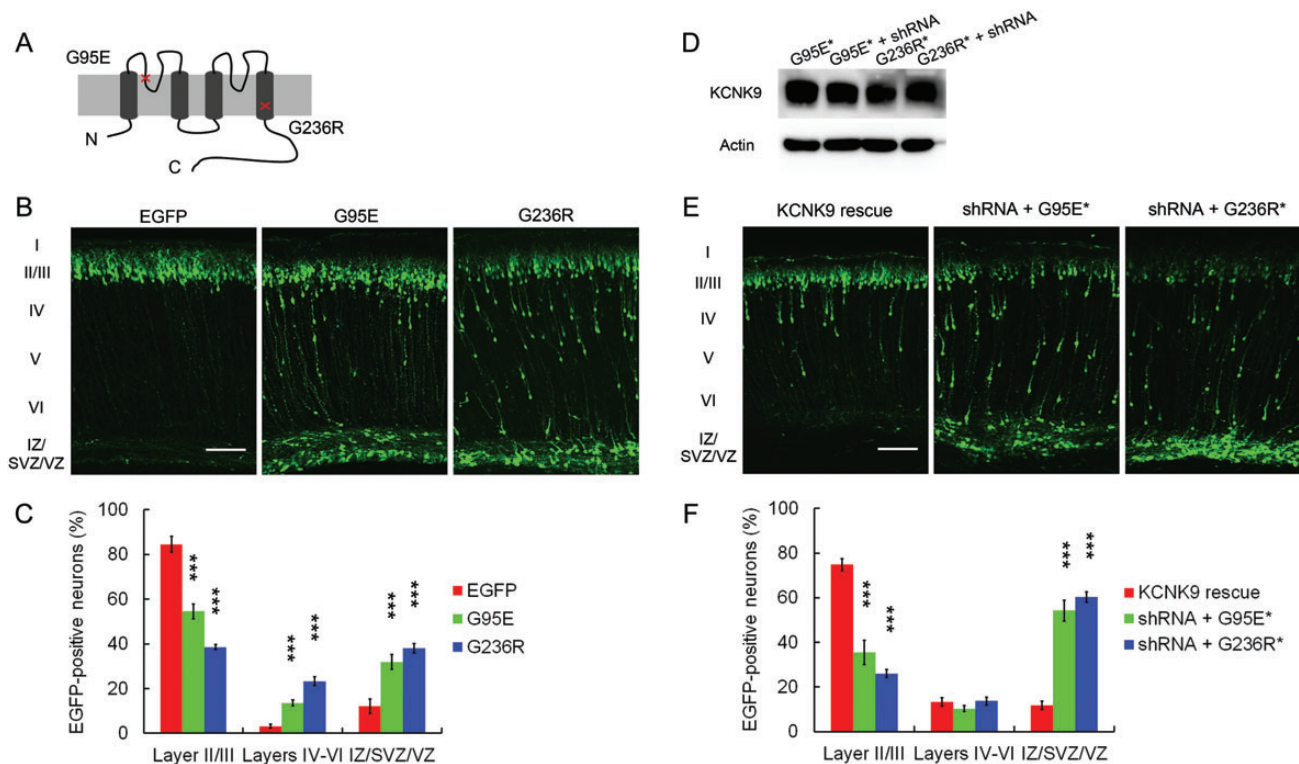 A
G95E
G236R
N
C
B
EGFP
G95E
G236R
I
II/III
IV
V
VI
IZ/
SVZ/VZ
C
EGFP-positive neurons (%)
100
80
60
40
20
0
***
***
***
***
***
***
Layer II/III
Layers IV-VI
IZ/SVZ/VZ
EGFP
G95E
G236R
D
G95E*
G95E* + shRNA
G236R*
G236R* + shRNA
KCNK9
Actin
E
KCNK9 rescue
shRNA + G95E*
shRNA + G236R*
I
II/III
IV
V
VI
IZ/
SVZ/VZ
F
EGFP-positive neurons (%)
100
80
60
40
20
0
***
***
***
***
Layer II/III
Layers IV-VI
IZ/SVZ/VZ
KCNK9 rescue
shRNA + G95E*
shRNA + G236R*